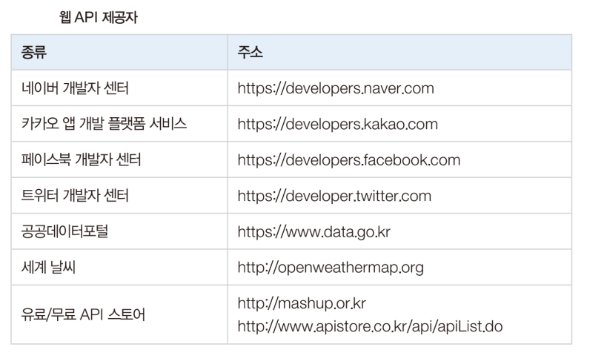 웹 API 제공자
종류 주소
네이버 개발자 센터 https://developers.naver.com
카카오 앱 개발 플랫폼 서비스 https://developers.kakao.com
페이스북 개발자 센터 https://developers.facebook.com
트위터 개발자 센터 https://developer.twitter.com
공공데이터포털 https://www.data.go.kr
세계 날씨 http://openweathermap.org
유료/무료 API 스토어 http://mashup.or.kr
http://www.apistore.co.kr/api/apiList.do